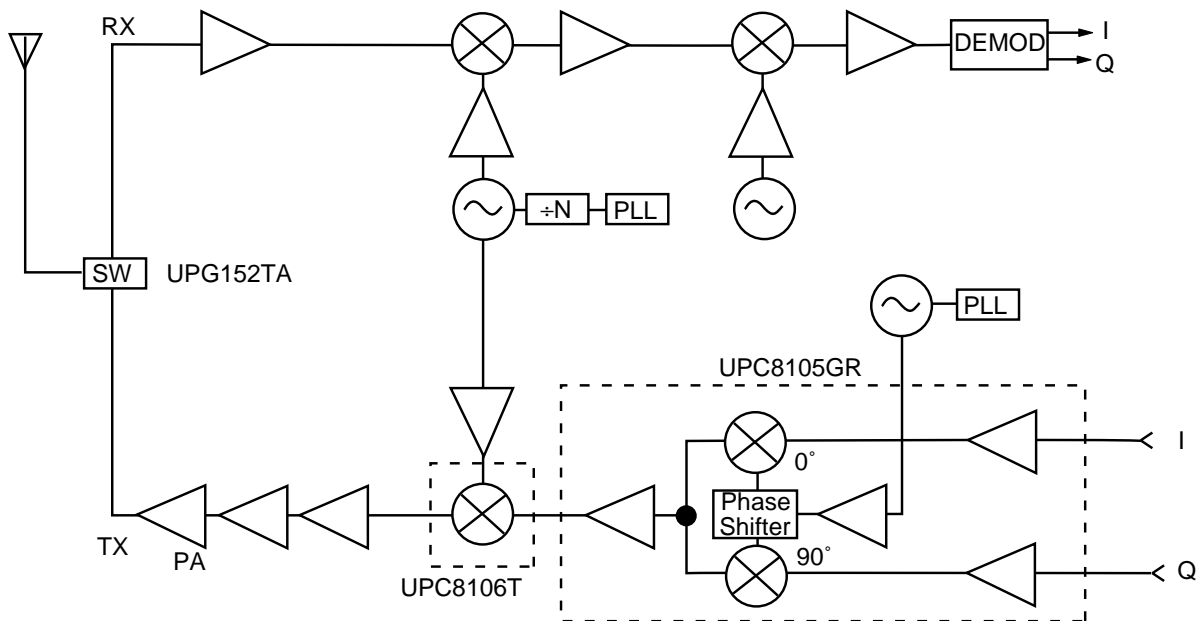 RX
DEMOD
I
Q
÷N
PLL
SW
UPG152TA
PLL
UPC8105GR
0°
I
Phase
Shifter
TX
PA
90°
Q
UPC8106T